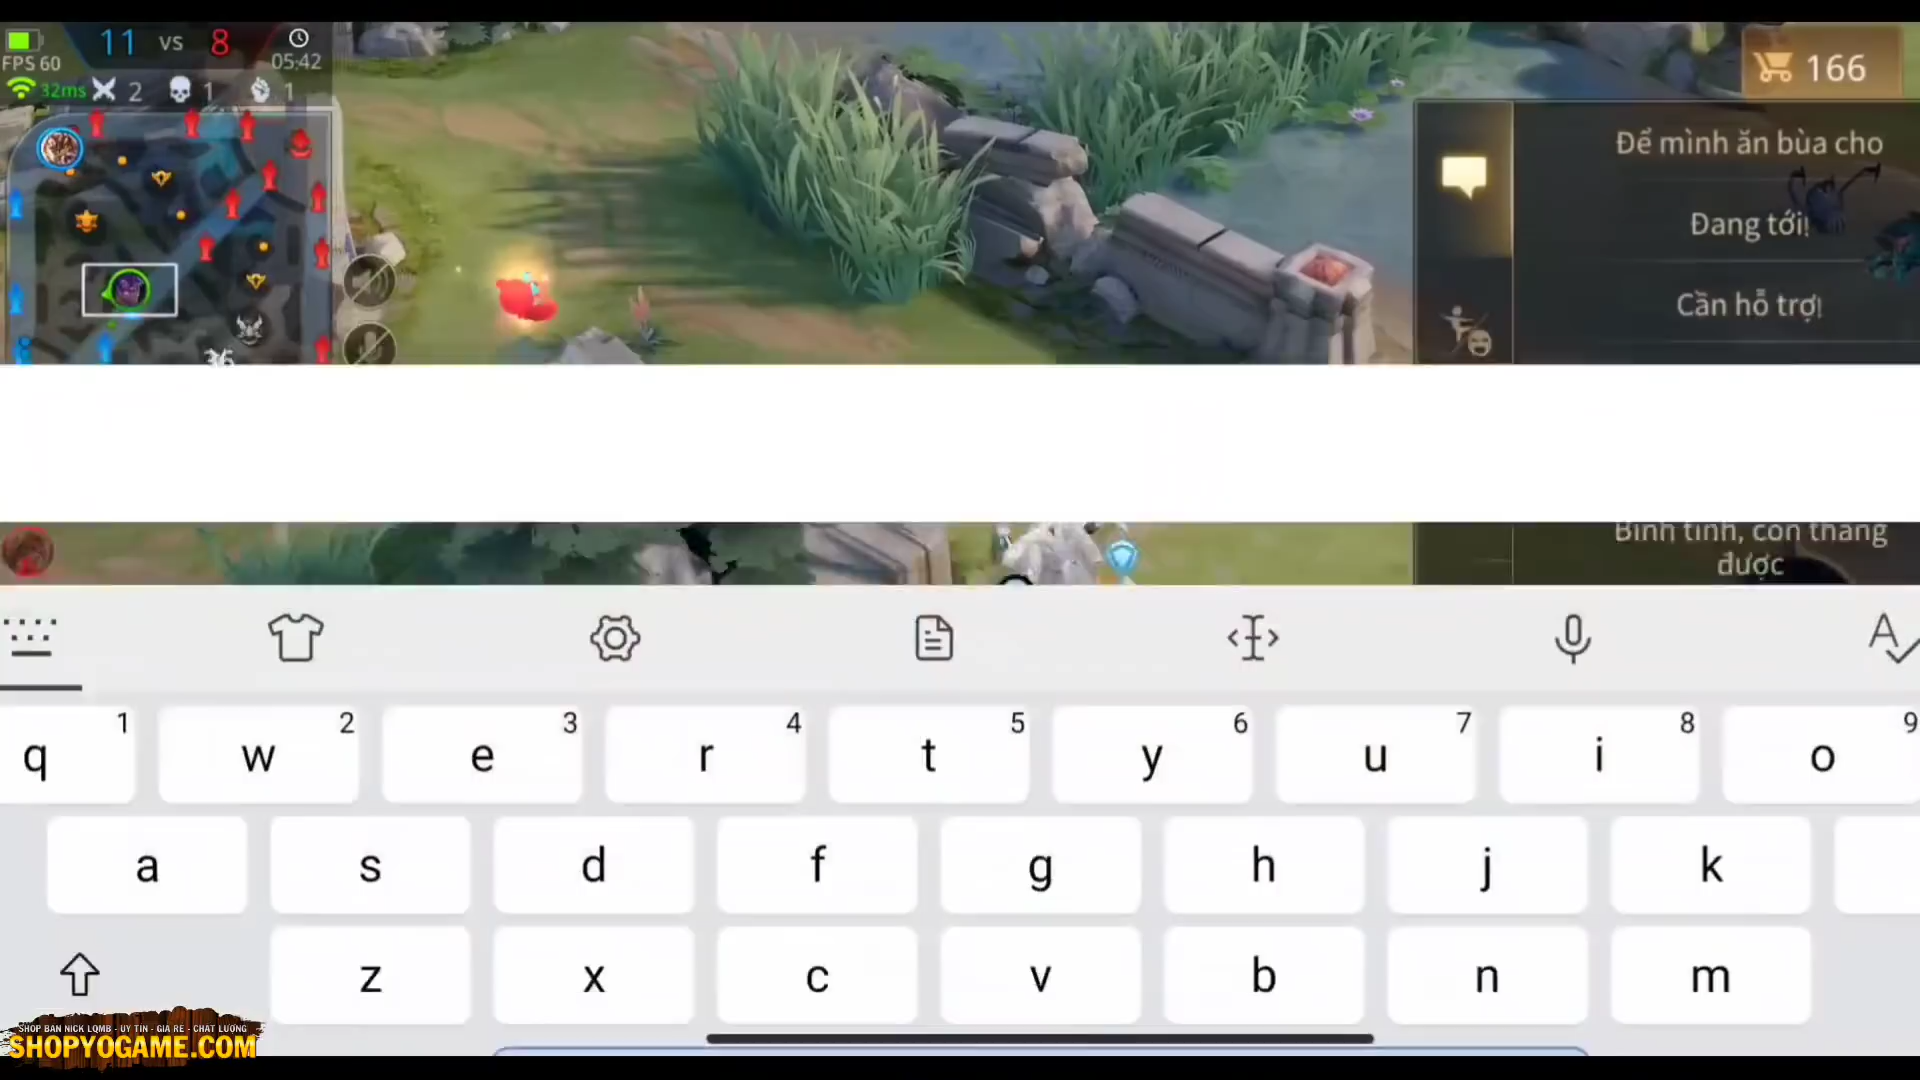 11 vs 8
05:42
FPS 60
32ms 2 1 1
166
Để mình ăn bùa cho
Đang tới!
Cần hỗ trợ!
36
Bình tĩnh, còn thắng
được
q 1 w 2 e 3 r 4 t 5 y 6 u 7 i 8 o 9
a s d f g h j k
z x c v b n m
SHOP BÁN NICK LQMB - UY TÍN - GIÁ RẺ - CHẤT LƯỢNG
SHOPYOGAME.COM